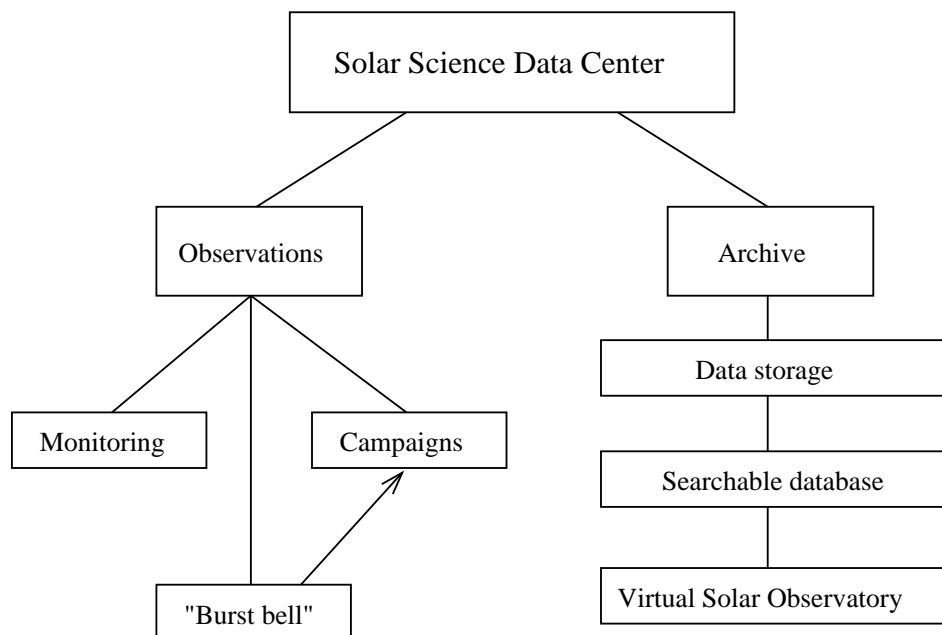 Solar Science Data Center
Observations
Archive
Data storage
Monitoring
Campaigns
Searchable database
"Burst bell"
Virtual Solar Observatory